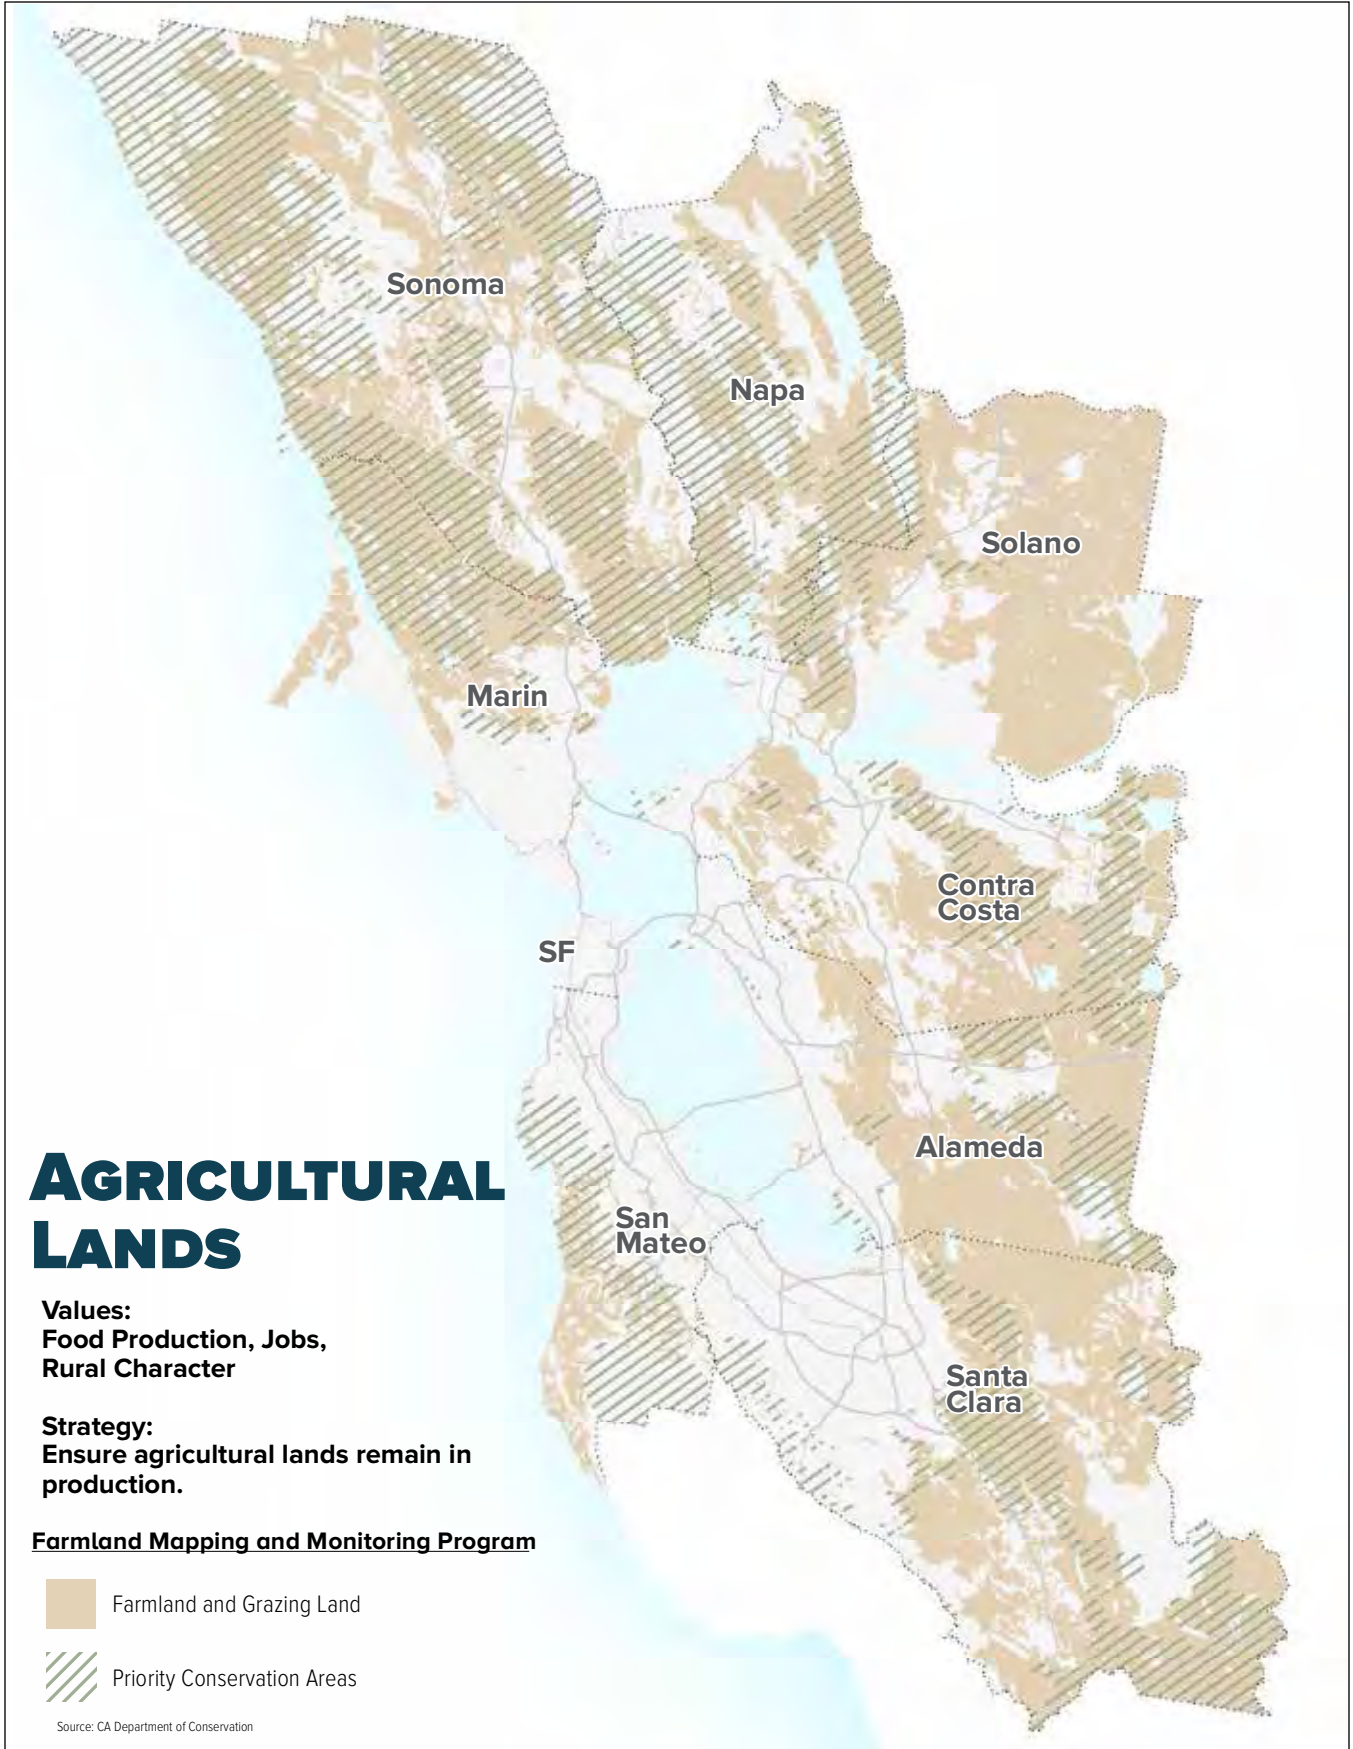 Sonoma
Napa
Solano
Marin
Contra
Costa
SF
Alameda
San
Mateo
Santa
Clara
AGRICULTURAL
LANDS
Values:
Food Production, Jobs,
Rural Character
Strategy:
Ensure agricultural lands remain in
production.
Farmland Mapping and Monitoring Program
Farmland and Grazing Land
Priority Conservation Areas
Source: CA Department of Conservation